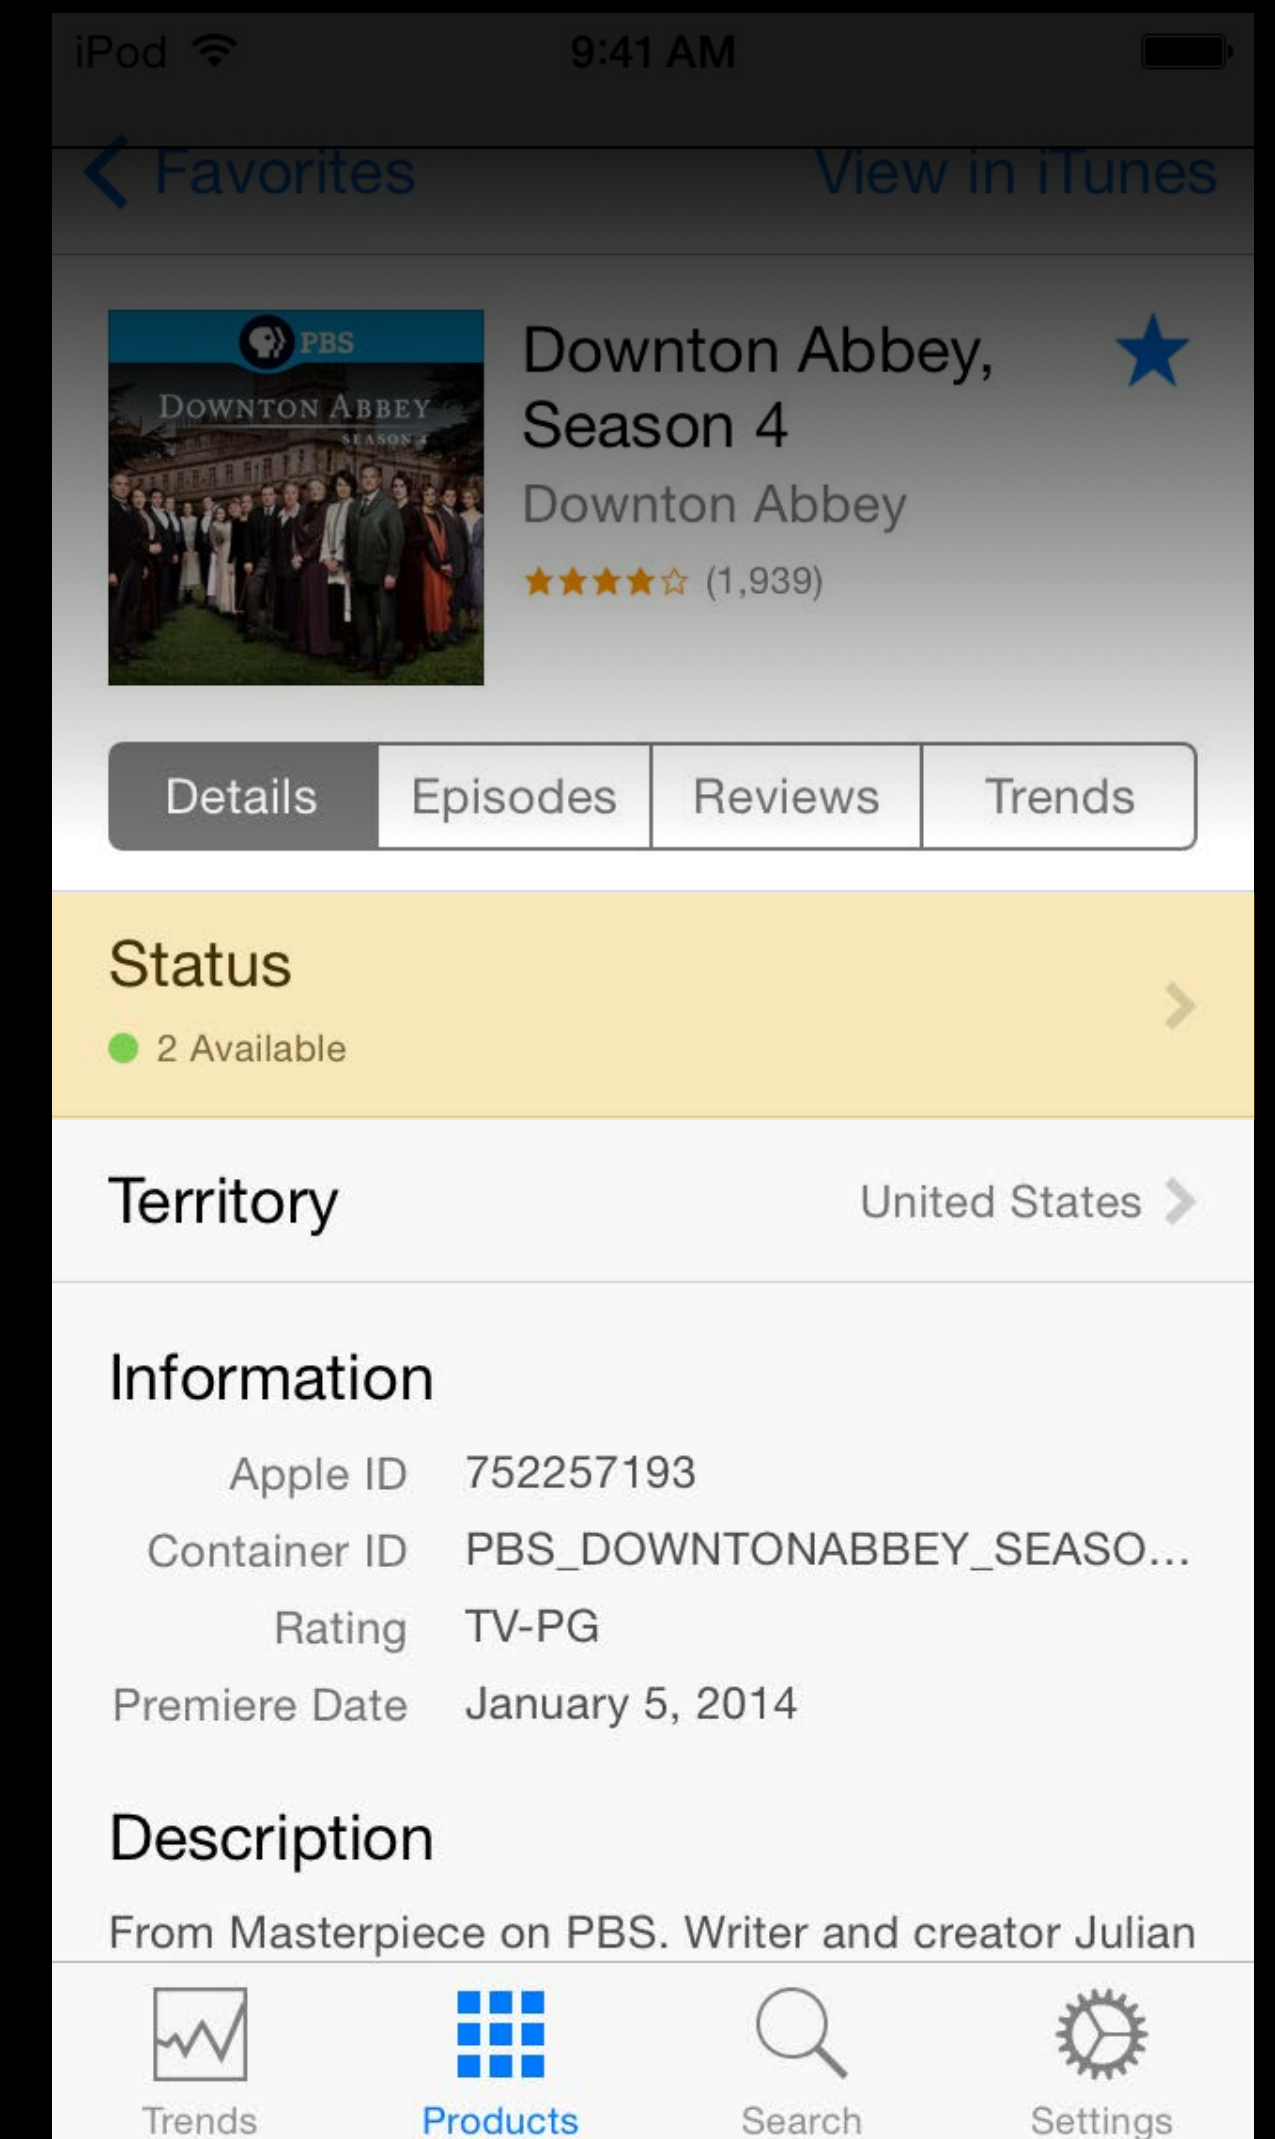 iPod 9:41 AM
Favorites View in iTunes
PBS
DOWNTON ABBEY
SEASON 4
Downton Abbey,
Season 4
Downton Abbey
(1,939)
Details Episodes Reviews Trends
Status
2 Available
Territory United States
Information
Apple ID 752257193
Container ID PBS_DOWNTONABBEY_SEASO...
Rating TV-PG
Premiere Date January 5, 2014
Description
From Masterpiece on PBS. Writer and creator Julian
Trends Products Search Settings